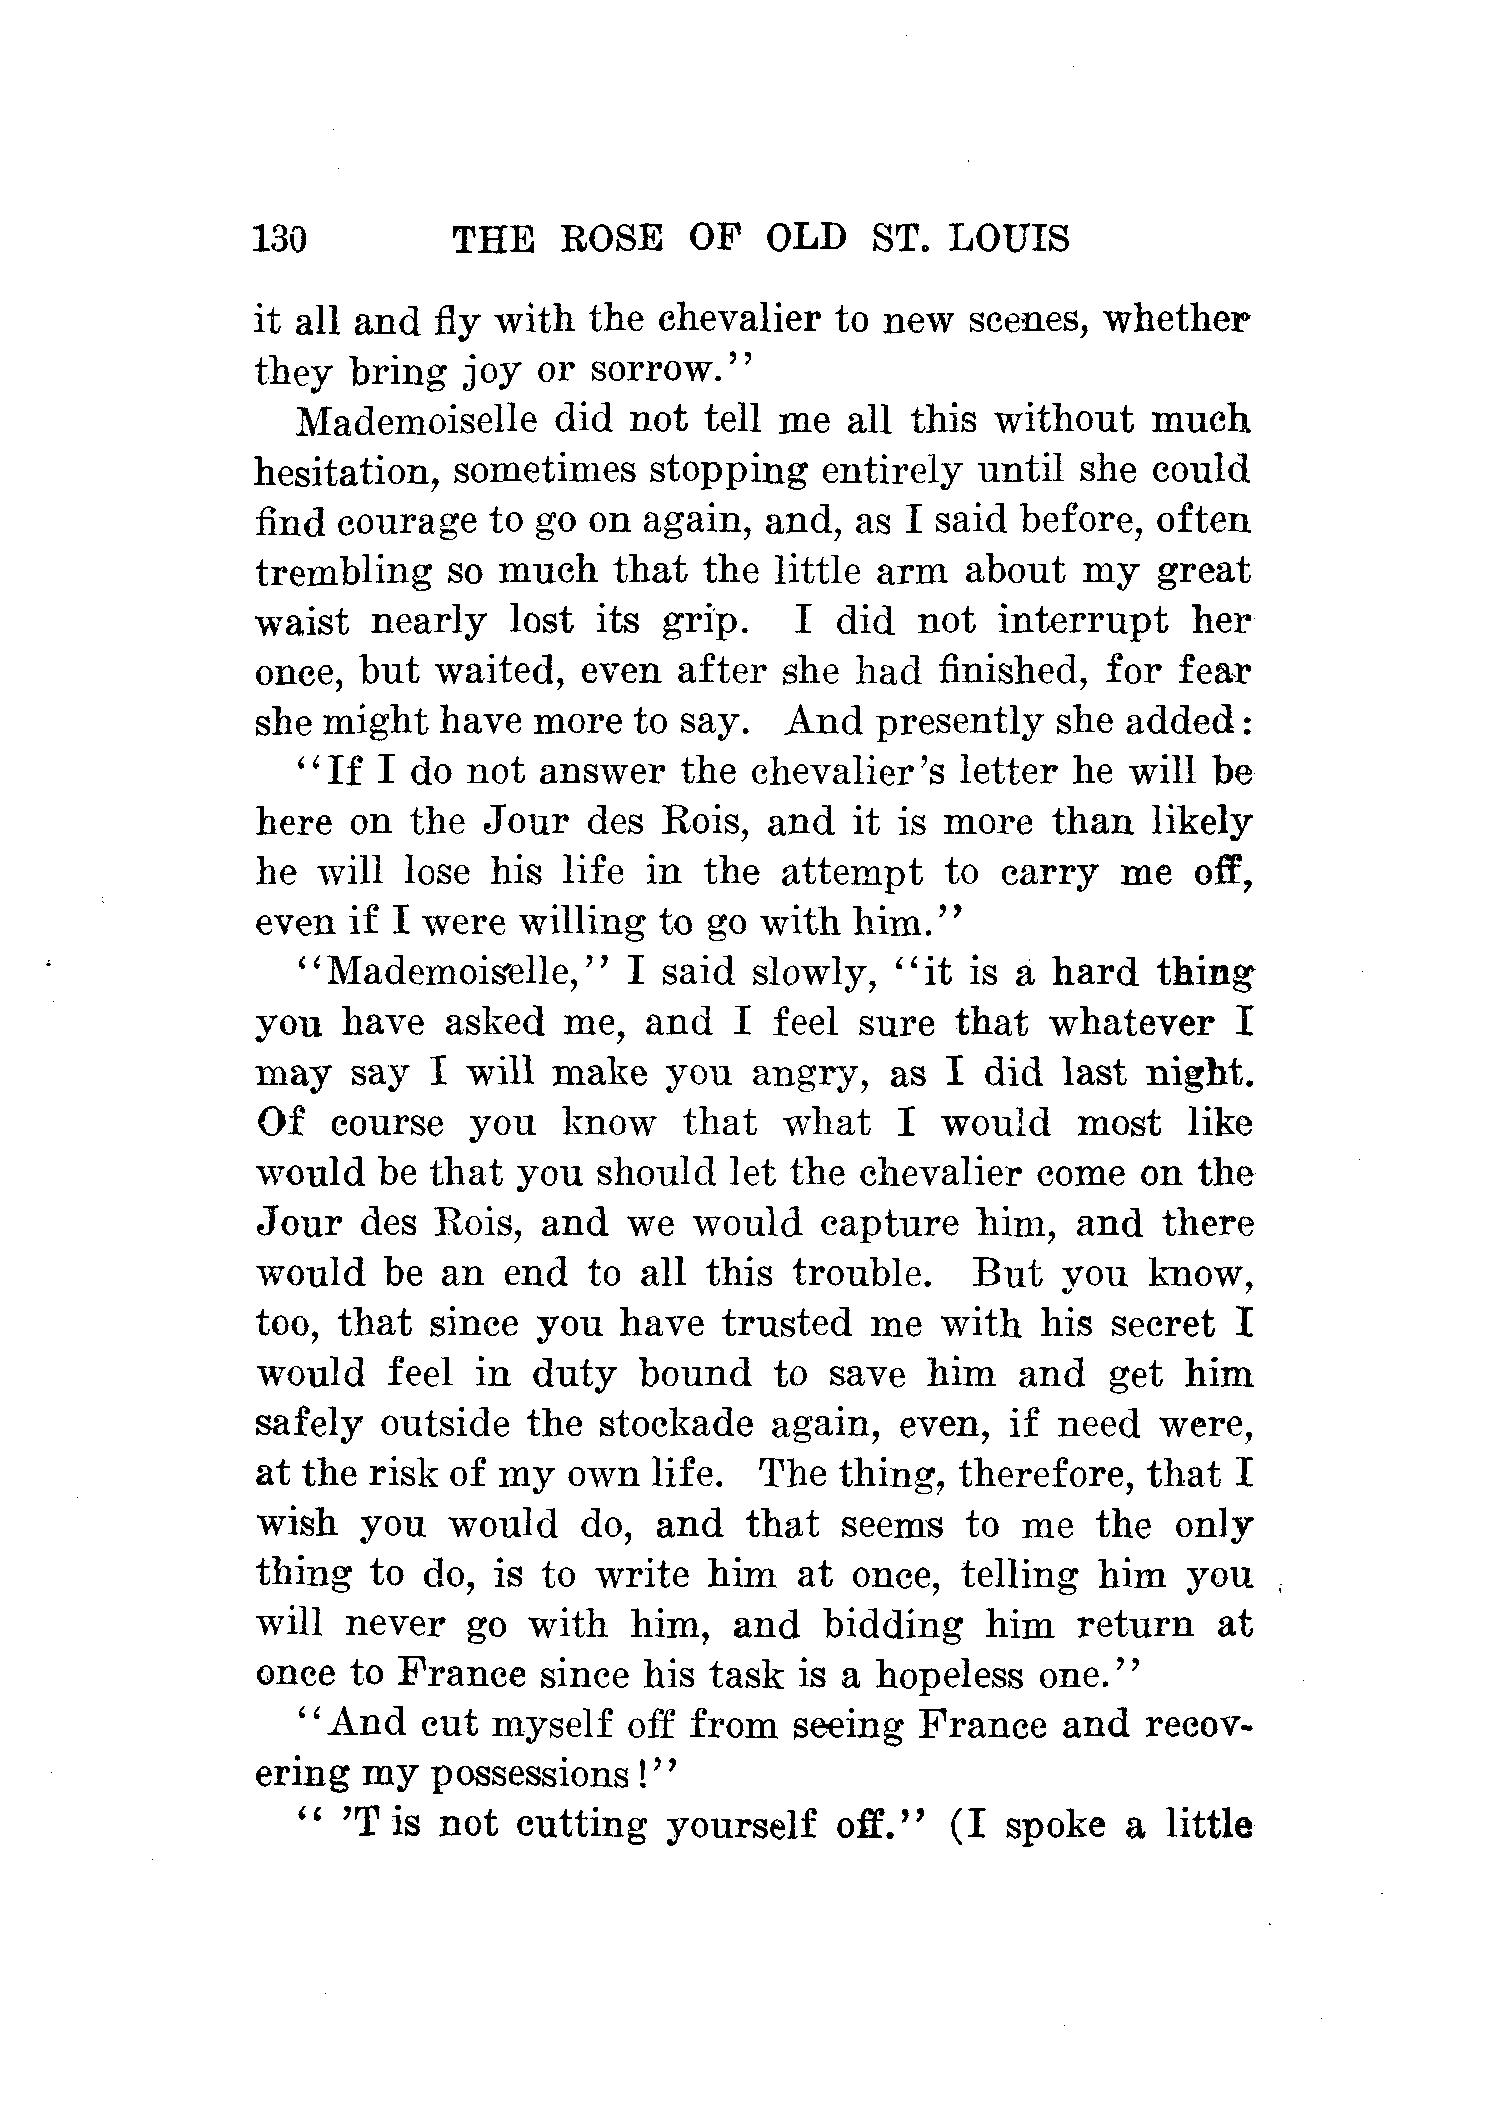 130 THE ROSE OF OLD ST. LOUIS
it all and fly with the chevalier to new scenes, whether
they bring joy or sorrow.''
Mademoiselle did not tell me all this without much
hesitation, sometimes stopping entirely until she could
find courage to go on again, and, as I said before, often
trembling so much that the little arm about my great
waist nearly lost its grip. I did not interrupt her
once, but waited, even after she had finished, for fear
she might have more to say. And presently she added:
''If I do not answer the chevalier's letter he will be
here on the Jour des Rois, and it is more than likely
he will lose his life in the attempt to carry me off,
even if I were willing to go with him.''
''Mademoiselle,'' I said slowly, ''it is a hard thing
you have asked me, and I feel sure that whatever I
may say I will make you angry, as I did last night.
Of course you know that what I would most like
would be that you should let the chevalier come on the
Jour des Rois, and we would capture him, and there
would be an end to all this trouble. But you know,
too, that since you have trusted me with his secret I
would feel in duty bound to save him and get him
safely outside the stockade again, even, if need were,
at the risk of my own life. The thing, therefore, that I
wish you would do, and that seems to me the only
thing to do, is to write him at once, telling him you
will never go with him, and bidding him return at
once to France since his task is a hopeless one.''
''And cut myself off from seeing France and recov-
ering my possessions!''
'' 'T is not cutting yourself off.'' (I spoke a little